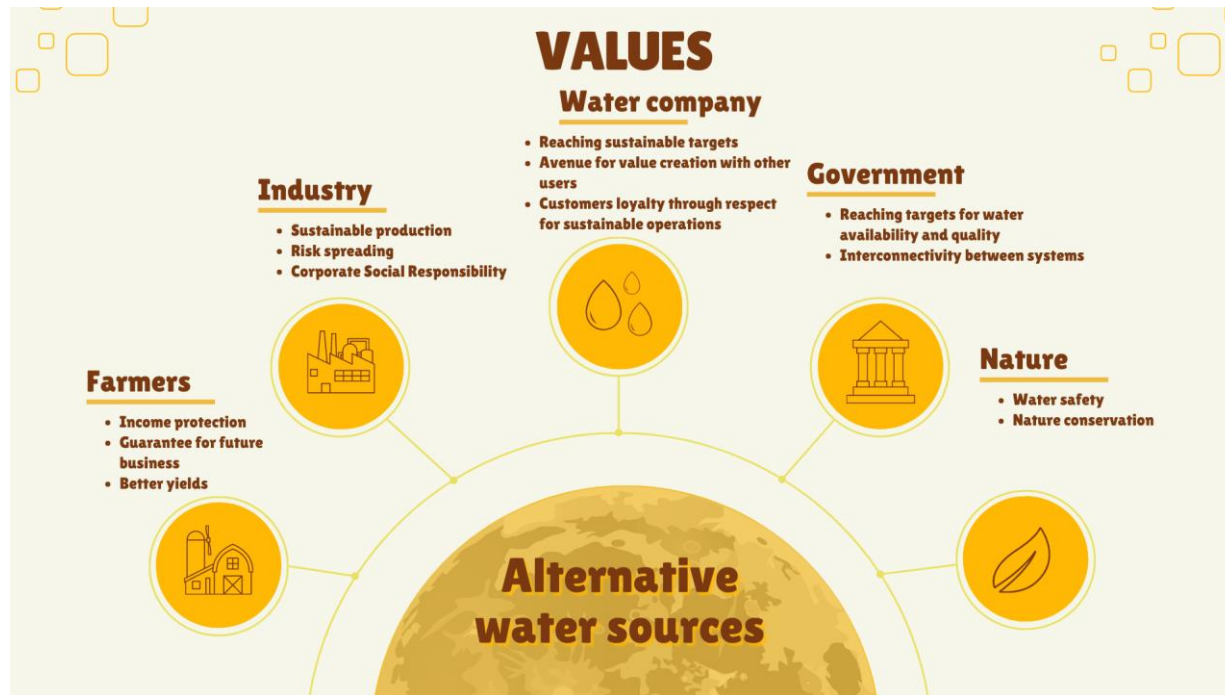 VALUES
Water company
• Reaching sustainable targets
• Avenue for value creation with other
users
• Customers loyalty through respect
for sustainable operations
Industry
• Sustainable production
• Risk spreading
• Corporate Social Responsibility
Government
• Reaching targets for water
availability and quality
• Interconnectivity between systems
Farmers
• Income protection
• Guarantee for future
business
• Better yields
Nature
• Water safety
• Nature conservation
Alternative
water sources